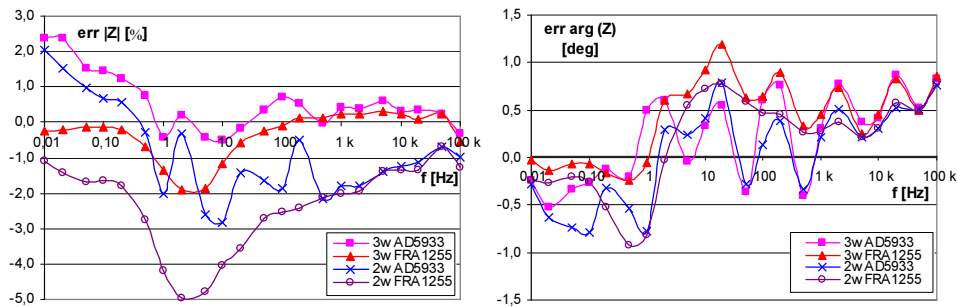 err |Z| [%]
3,0
2,0
1,0
0,0
-1,0
-2,0
-3,0
-4,0
-5,0
0,01 0,10 1 10 100 1 k 10 k 100 k
f [Hz]
3w AD5933
3w FRA1255
2w AD5933
2w FRA1255
err arg (Z)
[deg]
1,5
1,0
0,5
0,0
-0,5
-1,0
-1,5
0,01 0,10 1 10 100 1 k 10 k 100 k
f [Hz]
3w AD5933
3w FRA1255
2w AD5933
2w FRA1255